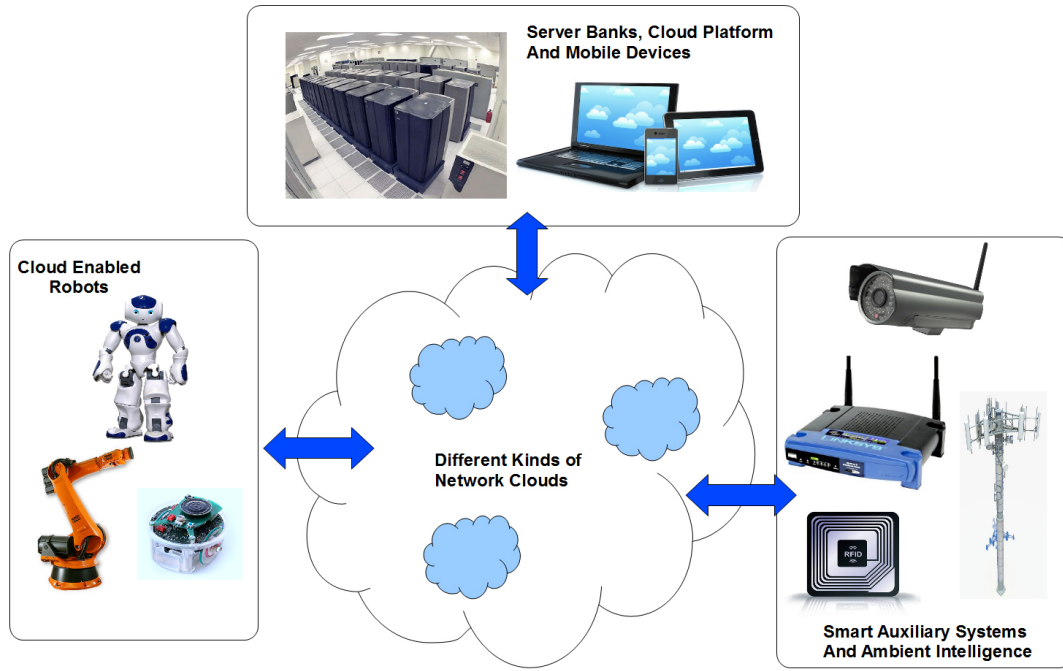 Server Banks, Cloud Platform
And Mobile Devices
Cloud Enabled
Robots
Different Kinds of
Network Clouds
LINKSYS
RFID
Smart Auxiliary Systems
And Ambient Intelligence